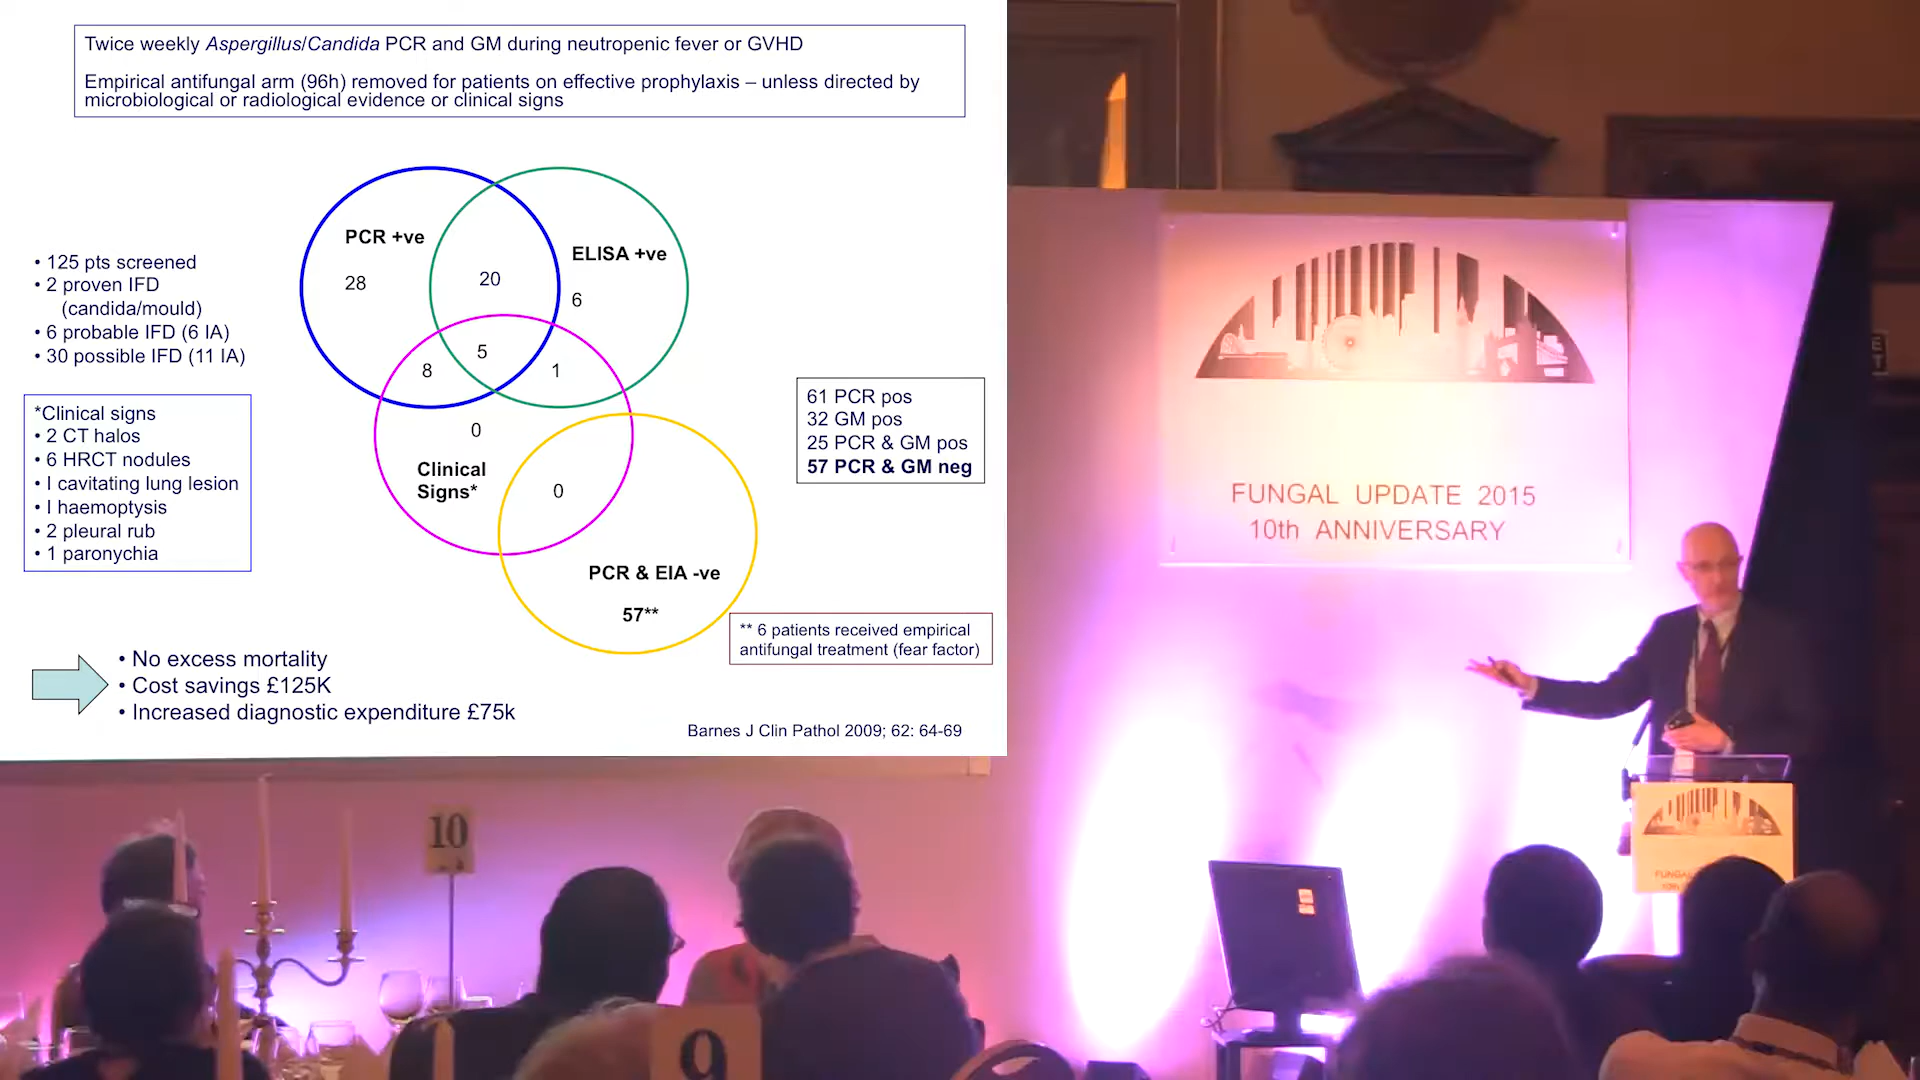 Twice weekly Aspergillus/Candida PCR and GM during neutropenic fever or GVHD
Empirical antifungal arm (96h) removed for patients on effective prophylaxis – unless directed by
microbiological or radiological evidence or clinical signs
PCR +ve
28
20
ELISA +ve
6
5
8
1
0
Clinical
Signs*
0
PCR & EIA -ve
57**
• 125 pts screened
• 2 proven IFD
(candida/mould)
• 6 probable IFD (6 IA)
• 30 possible IFD (11 IA)
*Clinical signs
• 2 CT halos
• 6 HRCT nodules
• I cavitating lung lesion
• I haemoptysis
• 2 pleural rub
• 1 paronychia
61 PCR pos
32 GM pos
25 PCR & GM pos
57 PCR & GM neg
** 6 patients received empirical
antifungal treatment (fear factor)
• No excess mortality
• Cost savings £125K
• Increased diagnostic expenditure £75k
Barnes J Clin Pathol 2009; 62: 64-69
FUNGAL UPDATE 2015
10th ANNIVERSARY
10
9